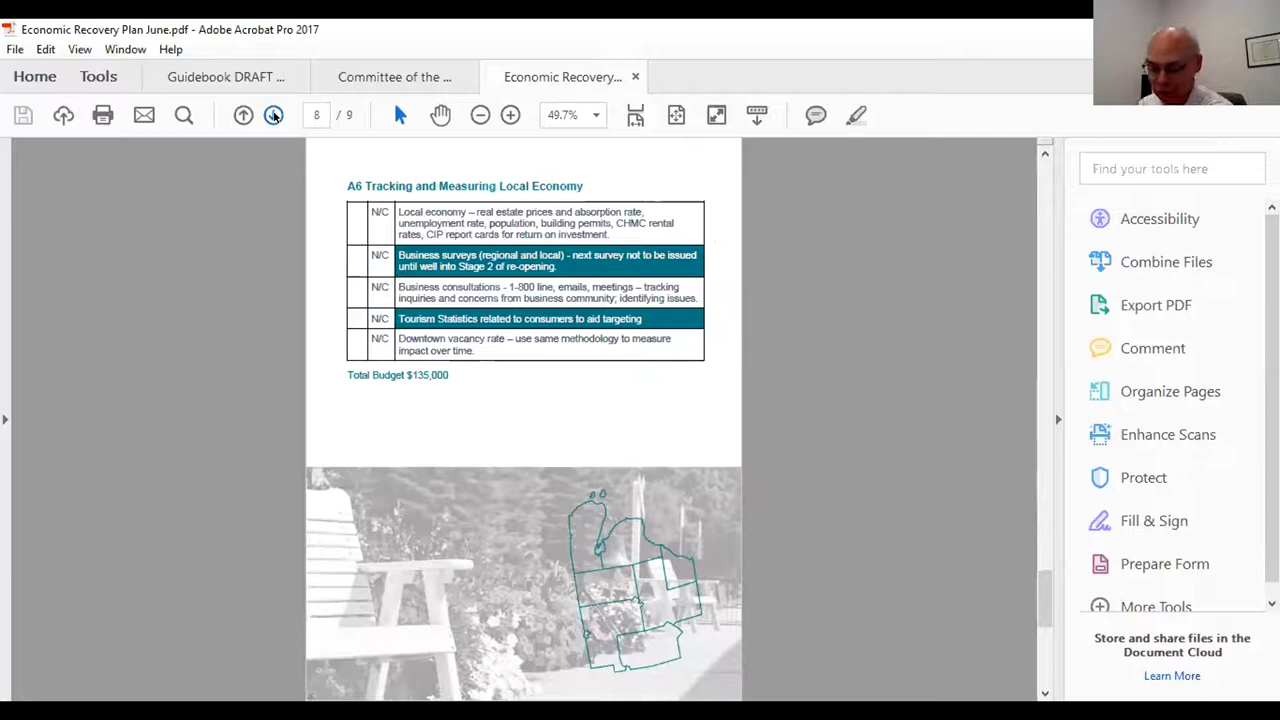 Economic Recovery Plan June.pdf - Adobe Acrobat Pro 2017
File Edit View Window Help
Home Tools Guidebook DRAFT ... Committee of the ... Economic Recovery... ×
8 / 9 49.7%
A6 Tracking and Measuring Local Economy
N/C Local economy – real estate prices and absorption rate,
unemployment rate, population, building permits, CHMC rental
rates, CIP report cards for return on investment.
N/C Business surveys (regional and local) - next survey not to be issued
until well into Stage 2 of re-opening.
N/C Business consultations - 1-800 line, emails, meetings – tracking
inquiries and concerns from business community; identifying issues.
N/C Tourism Statistics related to consumers to aid targeting
N/C Downtown vacancy rate – use same methodology to measure
impact over time.
Total Budget $135,000
Find your tools here
Accessibility
Combine Files
Export PDF
Comment
Organize Pages
Enhance Scans
Protect
Fill & Sign
Prepare Form
More Tools
Store and share files in the
Document Cloud
Learn More